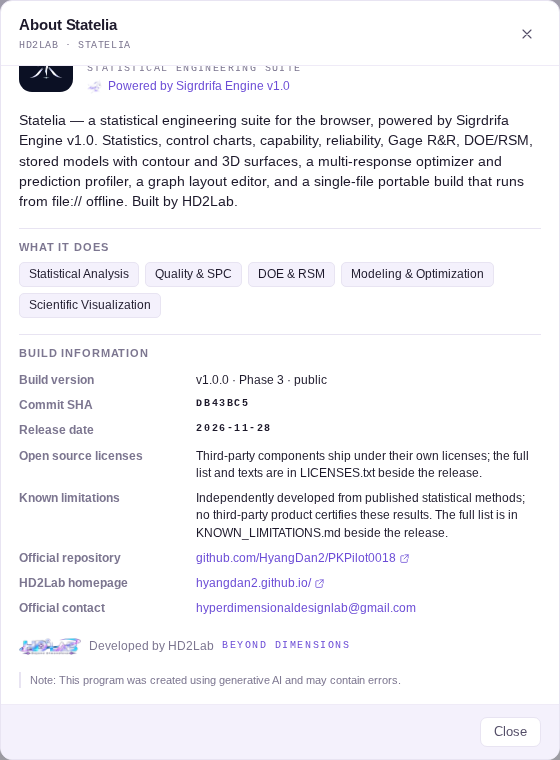 About Statelia
HD2LAB · STATELIA
STATISTICAL ENGINEERING SUITE
Powered by Sigrdrifa Engine v1.0
Statelia — a statistical engineering suite for the browser, powered by Sigrdrifa
Engine v1.0. Statistics, control charts, capability, reliability, Gage R&R, DOE/RSM,
stored models with contour and 3D surfaces, a multi-response optimizer and
prediction profiler, a graph layout editor, and a single-file portable build that runs
from file:// offline. Built by HD2Lab.
WHAT IT DOES
Statistical Analysis
Quality & SPC
DOE & RSM
Modeling & Optimization
Scientific Visualization
BUILD INFORMATION
Build version
v1.0.0 · Phase 3 · public
Commit SHA
DB43BC5
Release date
2026-11-28
Open source licenses
Third-party components ship under their own licenses; the full
list and texts are in LICENSES.txt beside the release.
Known limitations
Independently developed from published statistical methods;
no third-party product certifies these results. The full list is in
KNOWN_LIMITATIONS.md beside the release.
Official repository
github.com/HyangDan2/PKPilot0018
HD2Lab homepage
hyangdan2.github.io/
Official contact
hyperdimensionaldesignlab@gmail.com
Developed by HD2Lab
BEYOND DIMENSIONS
Note: This program was created using generative AI and may contain errors.
Close